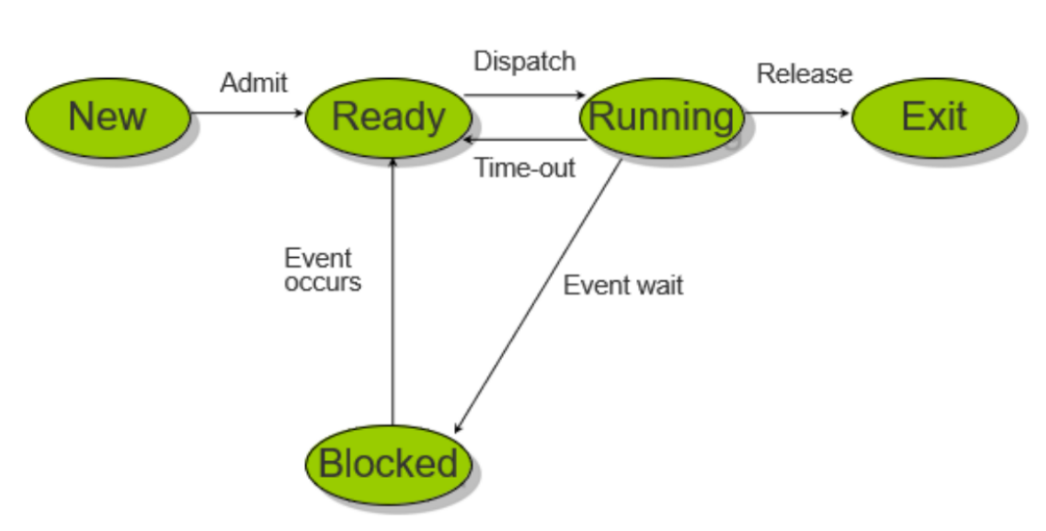 Dispatch
Admit
Release
New
Ready
Running
Exit
Time-out
Event
occurs
Event wait
Blocked